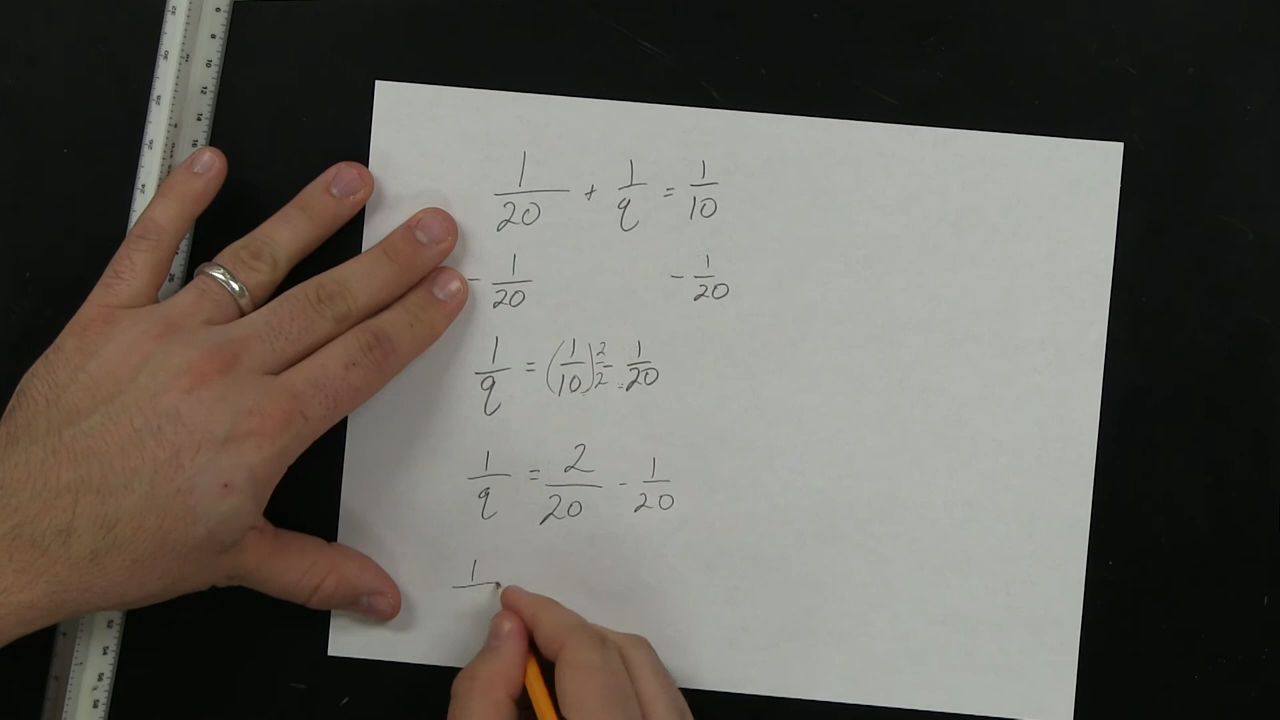 1/20 + 1/q = 1/10
- 1/20 - 1/20
1/q = (1/10) 2/2 - 1/20
1/q = 2/20 - 1/20
1